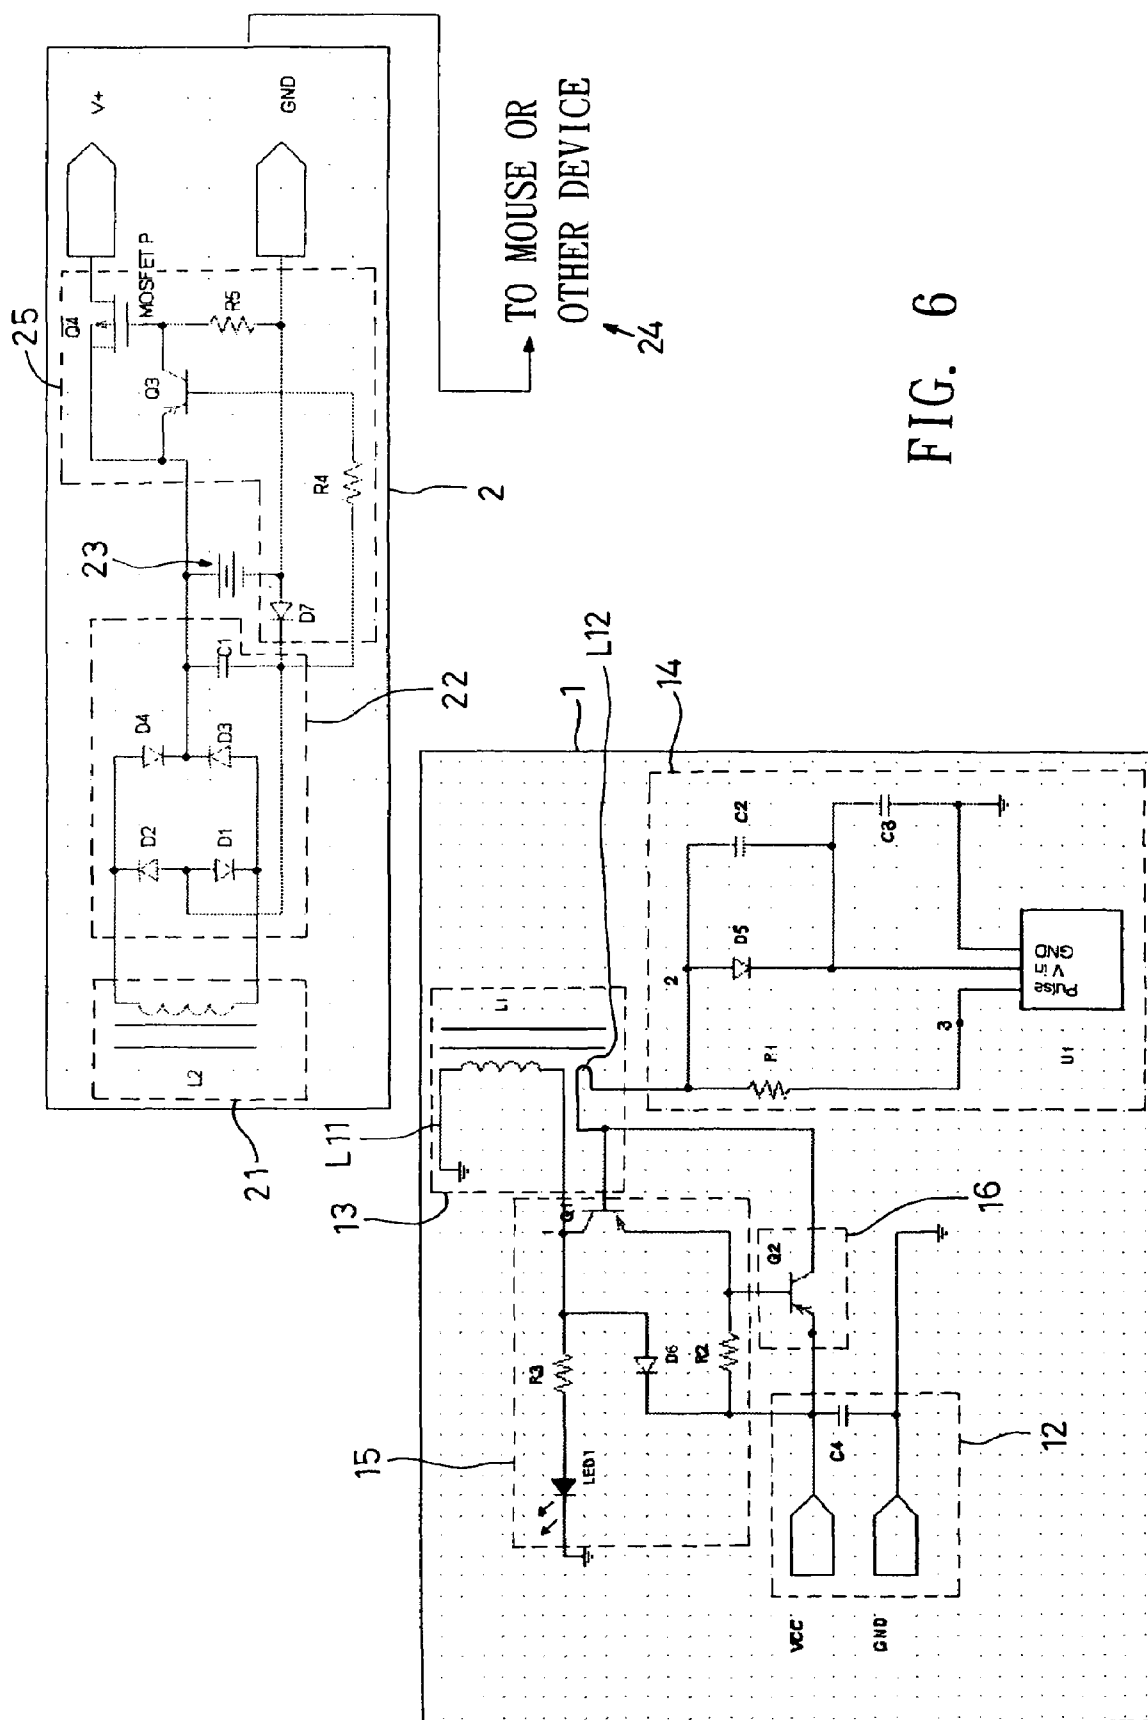 25
V+
Q4
MOSFET P
Q3
R5
GND
23
R4
D7
2
C1
22
D4
D3
D2
D1
L2
21
TO MOUSE OR
OTHER DEVICE
24
L12
1
14
L1
L11
13
C2
C3
2
D5
GND
Vin
Pulse
3
U1
R1
Q1
16
Q2
15
R3
D6
R2
LED1
C4
12
VCC
GND
FIG. 6